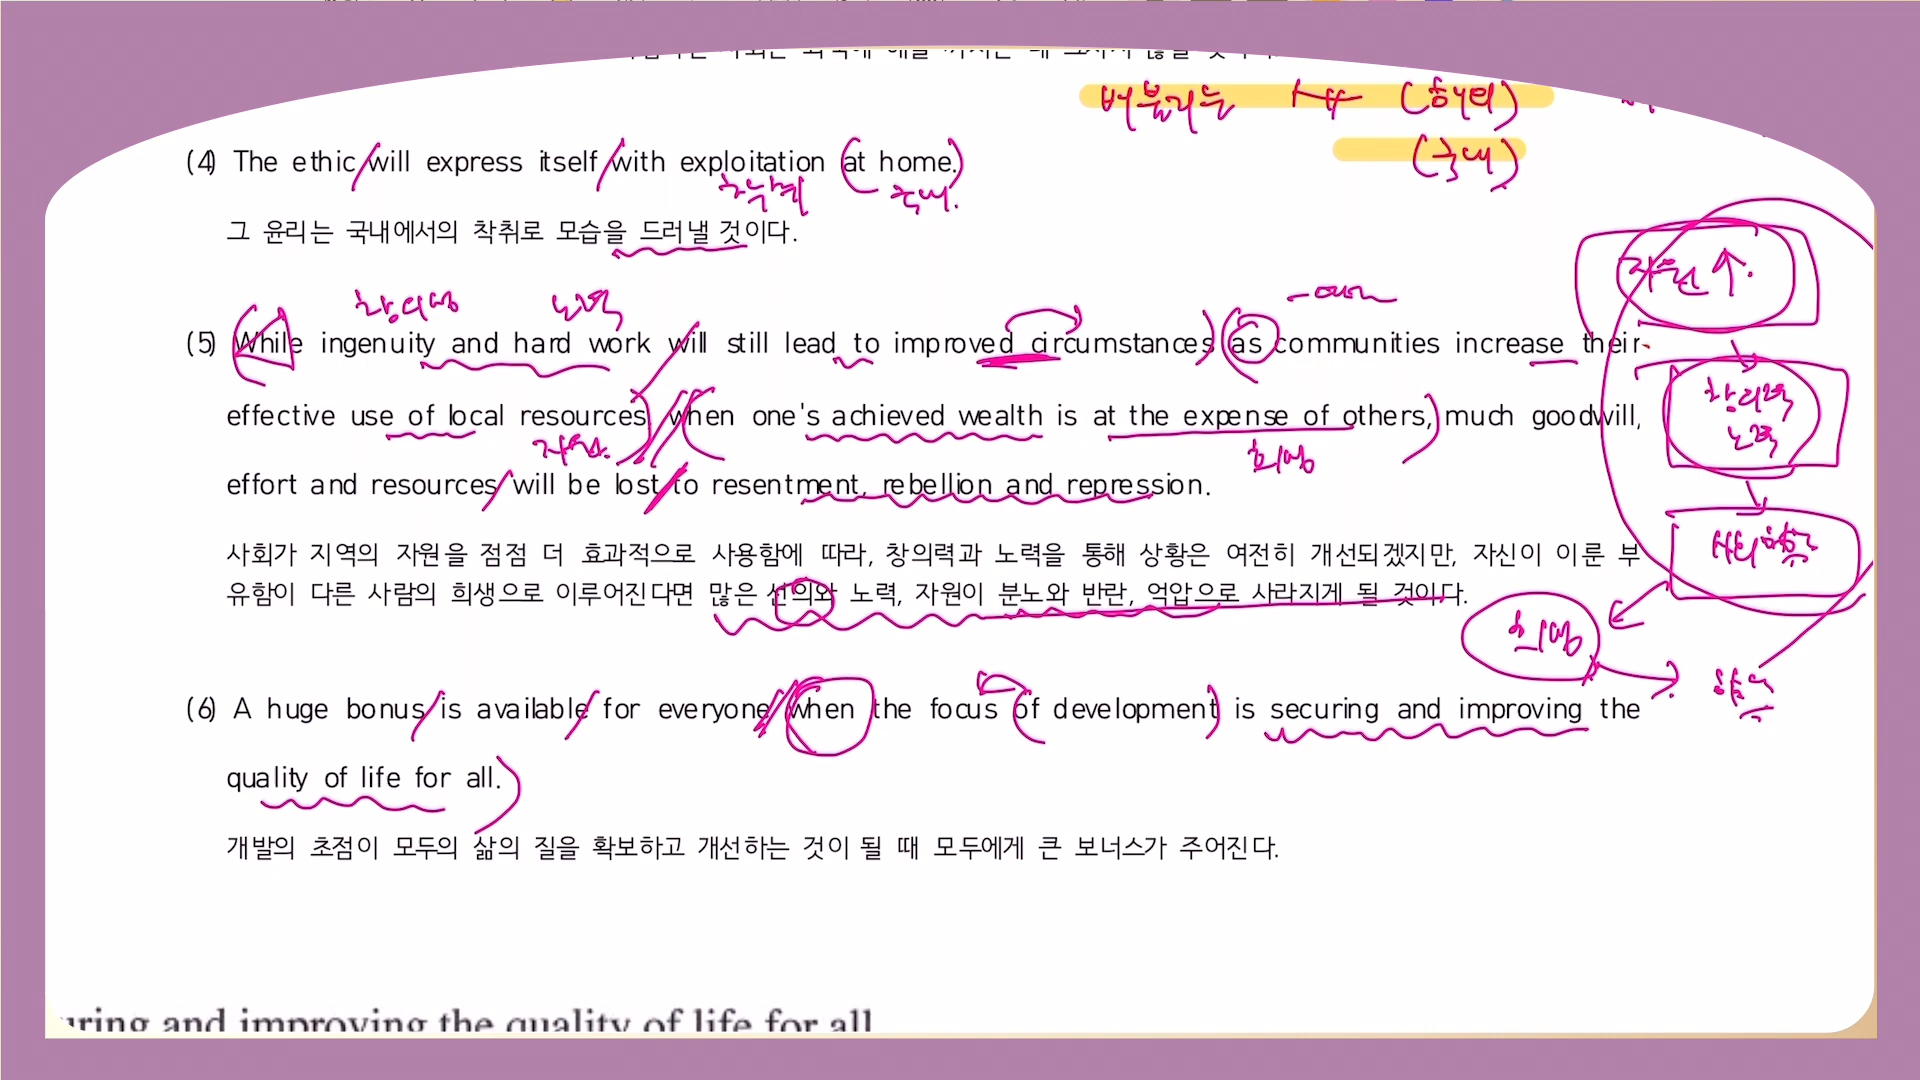 (해외)
(국내)
(4) The ethic will express itself with exploitation at home.
국내.
그 윤리는 국내에서의 착취로 모습을 드러낼 것이다.
자원 ↑.
창의성 노력
(5) While ingenuity and hard work will still lead to improved circumstances as communities increase their
창의력
노력
effective use of local resources, when one's achieved wealth is at the expense of others, much goodwill,
자원. 희생
effort and resources will be lost to resentment, rebellion and repression.
사회가 지역의 자원을 점점 더 효과적으로 사용함에 따라, 창의력과 노력을 통해 상황은 여전히 개선되겠지만, 자신이 이룬 부
유함이 다른 사람의 희생으로 이루어진다면 많은 선의와 노력, 자원이 분노와 반란, 억압으로 사라지게 될 것이다.
희생
(6) A huge bonus is available for everyone when the focus of development is securing and improving the
quality of life for all.
개발의 초점이 모두의 삶의 질을 확보하고 개선하는 것이 될 때 모두에게 큰 보너스가 주어진다.
uring and improving the quality of life for all